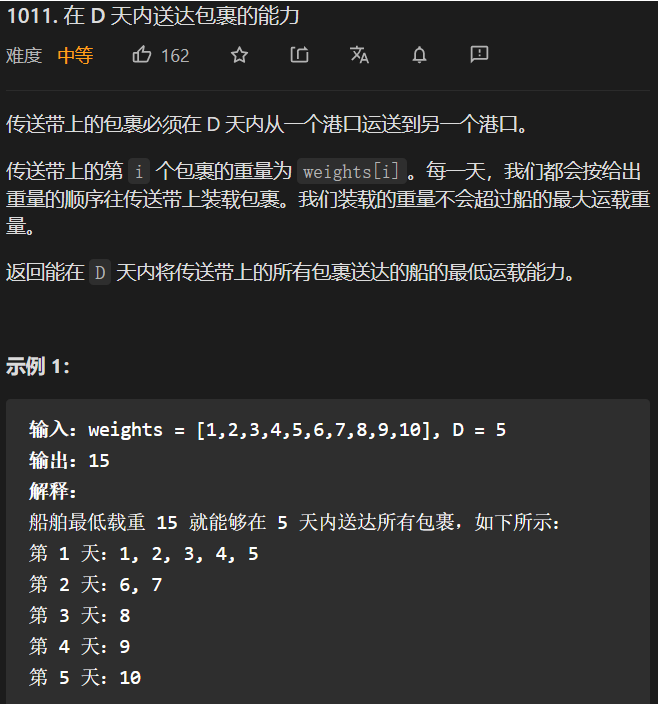 1011. 在 D 天内送达包裹的能力
难度 中等 162
传送带上的包裹必须在 D 天内从一个港口运送到另一个港口。
传送带上的第 i 个包裹的重量为 weights[i]。每一天，我们都会按给出
重量的顺序往传送带上装载包裹。我们装载的重量不会超过船的最大运载重
量。
返回能在 D 天内将传送带上的所有包裹送达的船的最低运载能力。
示例 1：
输入：weights = [1,2,3,4,5,6,7,8,9,10], D = 5
输出：15
解释：
船舶最低载重 15 就能够在 5 天内送达所有包裹，如下所示：
第 1 天：1, 2, 3, 4, 5
第 2 天：6, 7
第 3 天：8
第 4 天：9
第 5 天：10